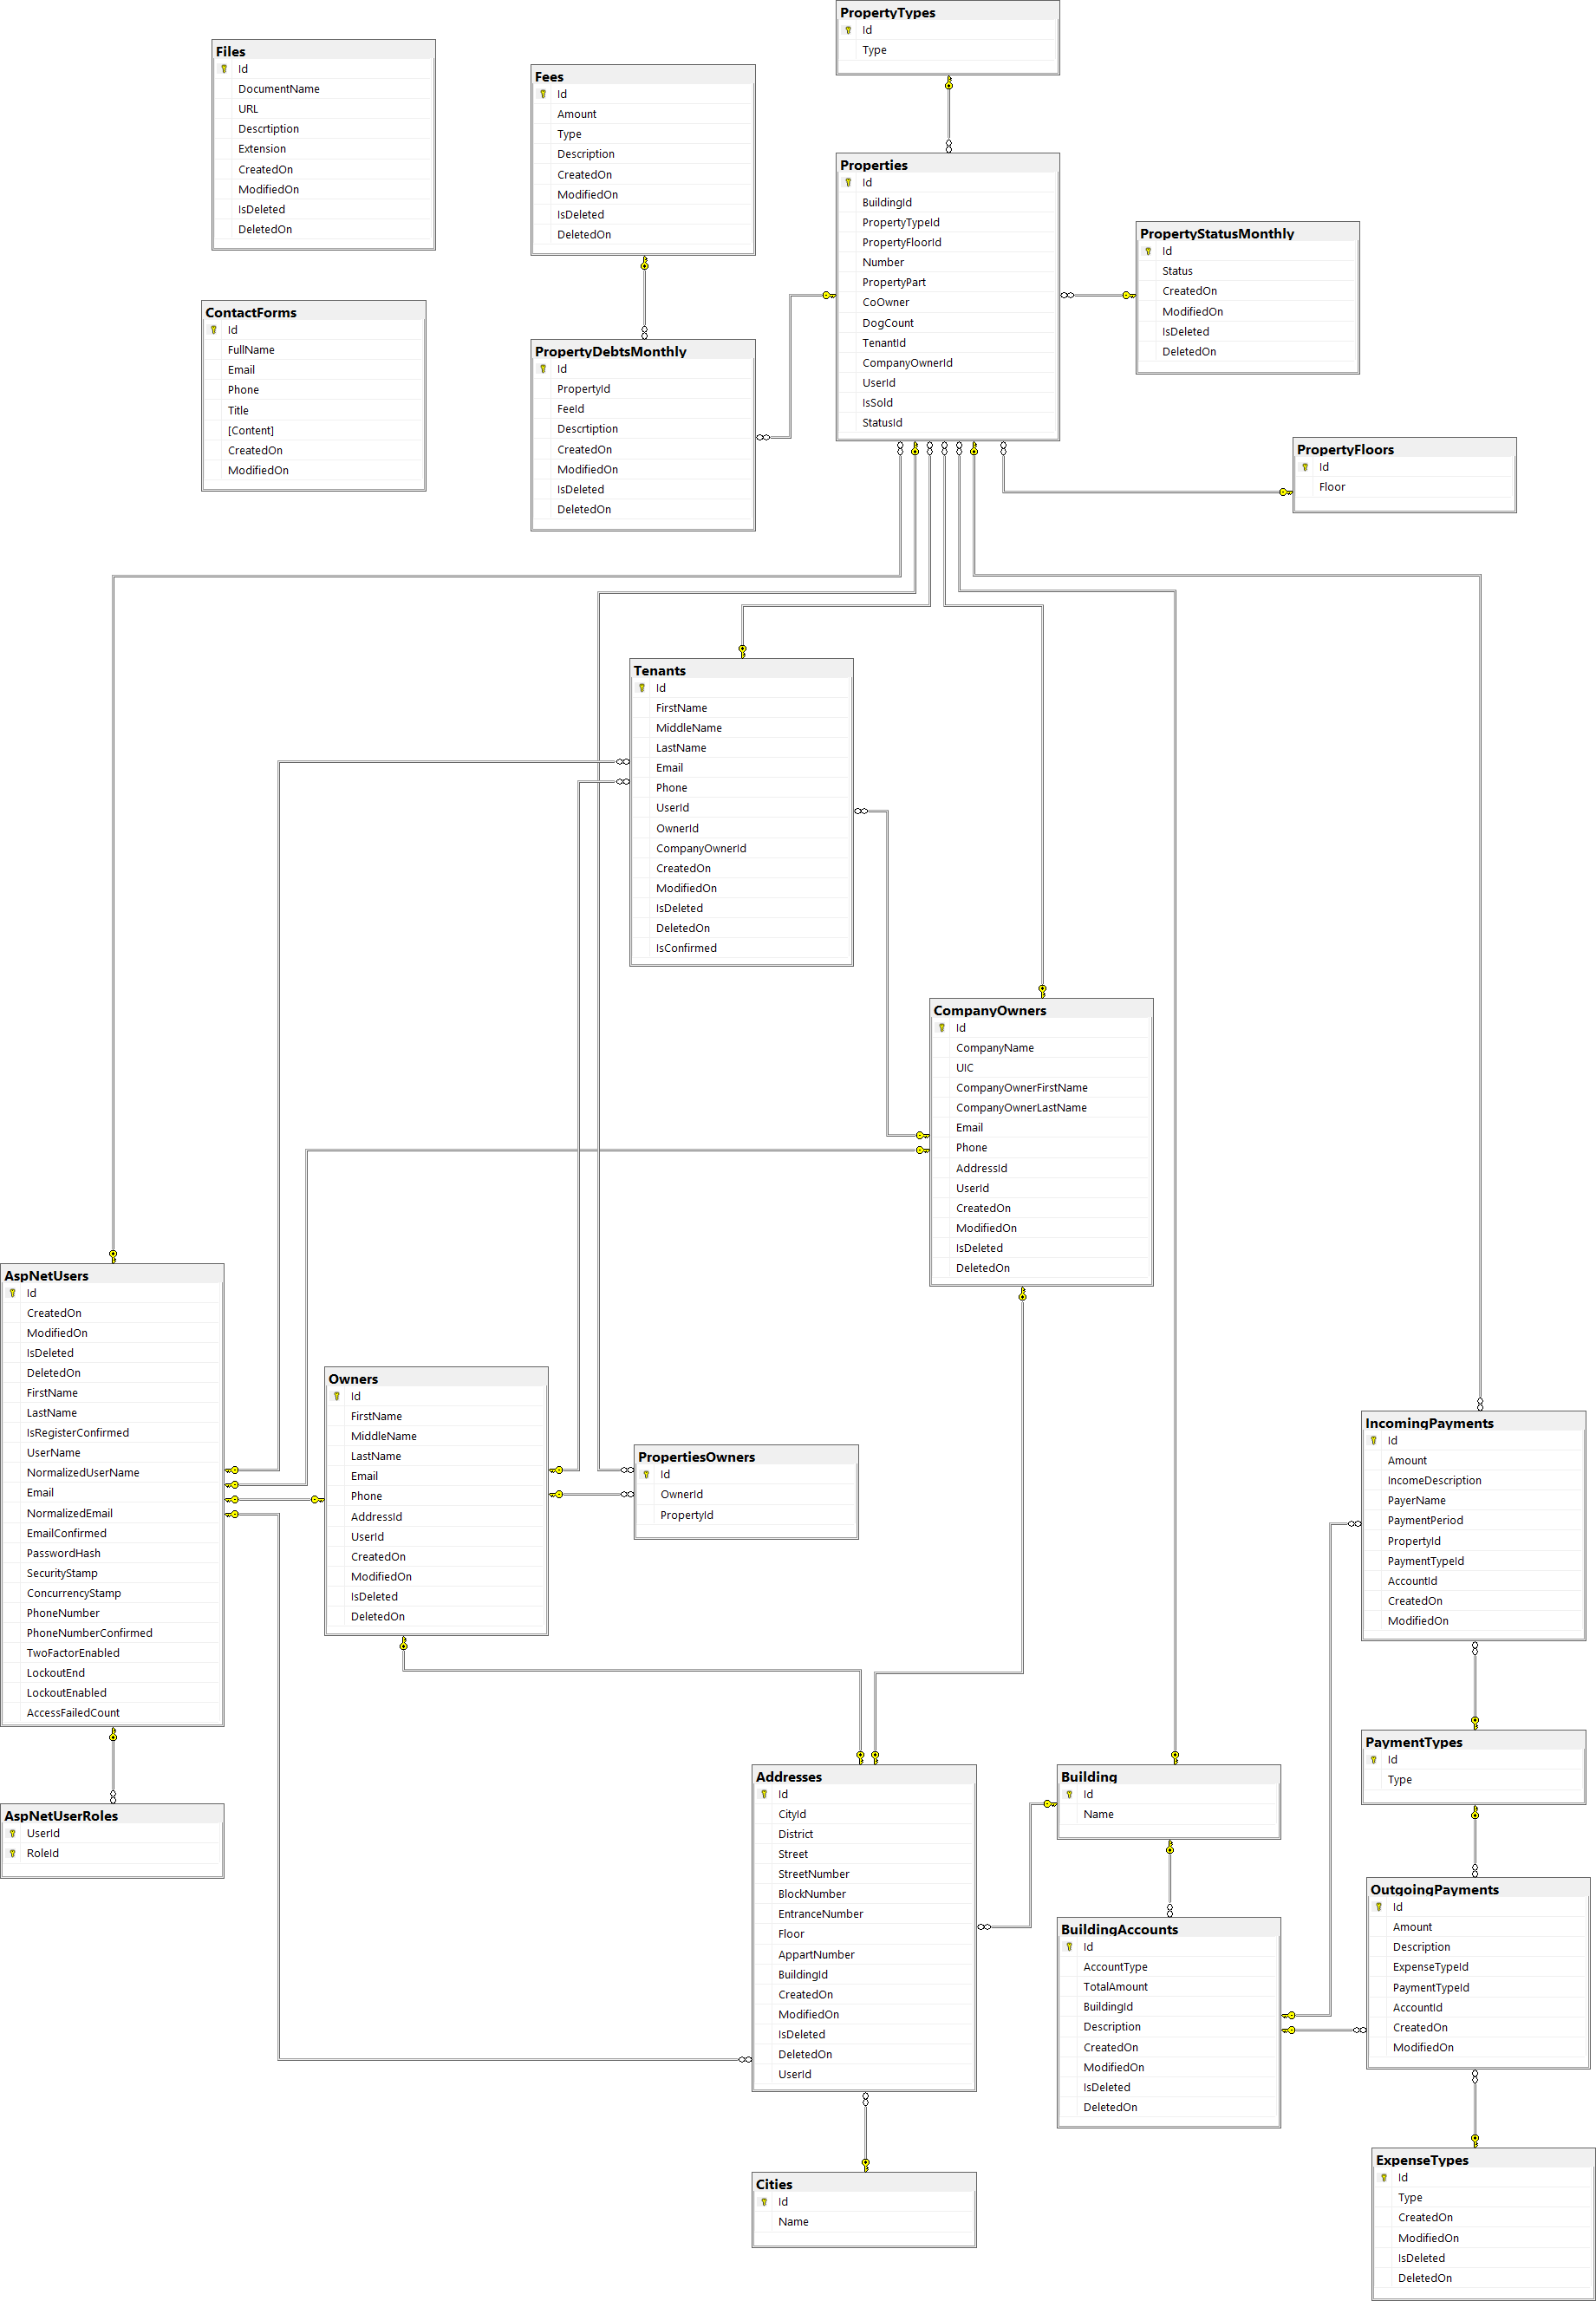 PropertyTypes
Id
Type
Files
Id
DocumentName
URL
Descrtiption
Extension
CreatedOn
ModifiedOn
IsDeleted
DeletedOn
Fees
Id
Amount
Type
Description
CreatedOn
ModifiedOn
IsDeleted
DeletedOn
Properties
Id
BuildingId
PropertyTypeId
PropertyFloorId
Number
PropertyPart
CoOwner
DogCount
TenantId
CompanyOwnerId
UserId
IsSold
StatusId
PropertyStatusMonthly
Id
Status
CreatedOn
ModifiedOn
IsDeleted
DeletedOn
ContactForms
Id
FullName
Email
Phone
Title
[Content]
CreatedOn
ModifiedOn
PropertyDebtsMonthly
Id
PropertyId
FeeId
Descrtiption
CreatedOn
ModifiedOn
IsDeleted
DeletedOn
PropertyFloors
Id
Floor
Tenants
Id
FirstName
MiddleName
LastName
Email
Phone
UserId
OwnerId
CompanyOwnerId
CreatedOn
ModifiedOn
IsDeleted
DeletedOn
IsConfirmed
CompanyOwners
Id
CompanyName
UIC
CompanyOwnerFirstName
CompanyOwnerLastName
Email
Phone
AddressId
UserId
CreatedOn
ModifiedOn
IsDeleted
DeletedOn
AspNetUsers
Id
CreatedOn
ModifiedOn
IsDeleted
DeletedOn
FirstName
LastName
IsRegisterConfirmed
UserName
NormalizedUserName
Email
NormalizedEmail
EmailConfirmed
PasswordHash
SecurityStamp
ConcurrencyStamp
PhoneNumber
PhoneNumberConfirmed
TwoFactorEnabled
LockoutEnd
LockoutEnabled
AccessFailedCount
Owners
Id
FirstName
MiddleName
LastName
Email
Phone
AddressId
UserId
CreatedOn
ModifiedOn
IsDeleted
DeletedOn
PropertiesOwners
Id
OwnerId
PropertyId
IncomingPayments
Id
Amount
IncomeDescription
PayerName
PaymentPeriod
PropertyId
PaymentTypeId
AccountId
CreatedOn
ModifiedOn
PaymentTypes
Id
Type
AspNetUserRoles
UserId
RoleId
Addresses
Id
CityId
District
Street
StreetNumber
BlockNumber
EntranceNumber
Floor
AppartNumber
BuildingId
CreatedOn
ModifiedOn
IsDeleted
DeletedOn
UserId
Building
Id
Name
BuildingAccounts
Id
AccountType
TotalAmount
BuildingId
Description
CreatedOn
ModifiedOn
IsDeleted
DeletedOn
OutgoingPayments
Id
Amount
Description
ExpenseTypeId
PaymentTypeId
AccountId
CreatedOn
ModifiedOn
Cities
Id
Name
ExpenseTypes
Id
Type
CreatedOn
ModifiedOn
IsDeleted
DeletedOn